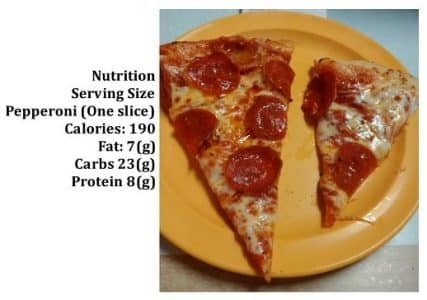 Nutrition
Serving Size
Pepperoni (One slice)
Calories: 190
Fat: 7(g)
Carbs 23(g)
Protein 8(g)